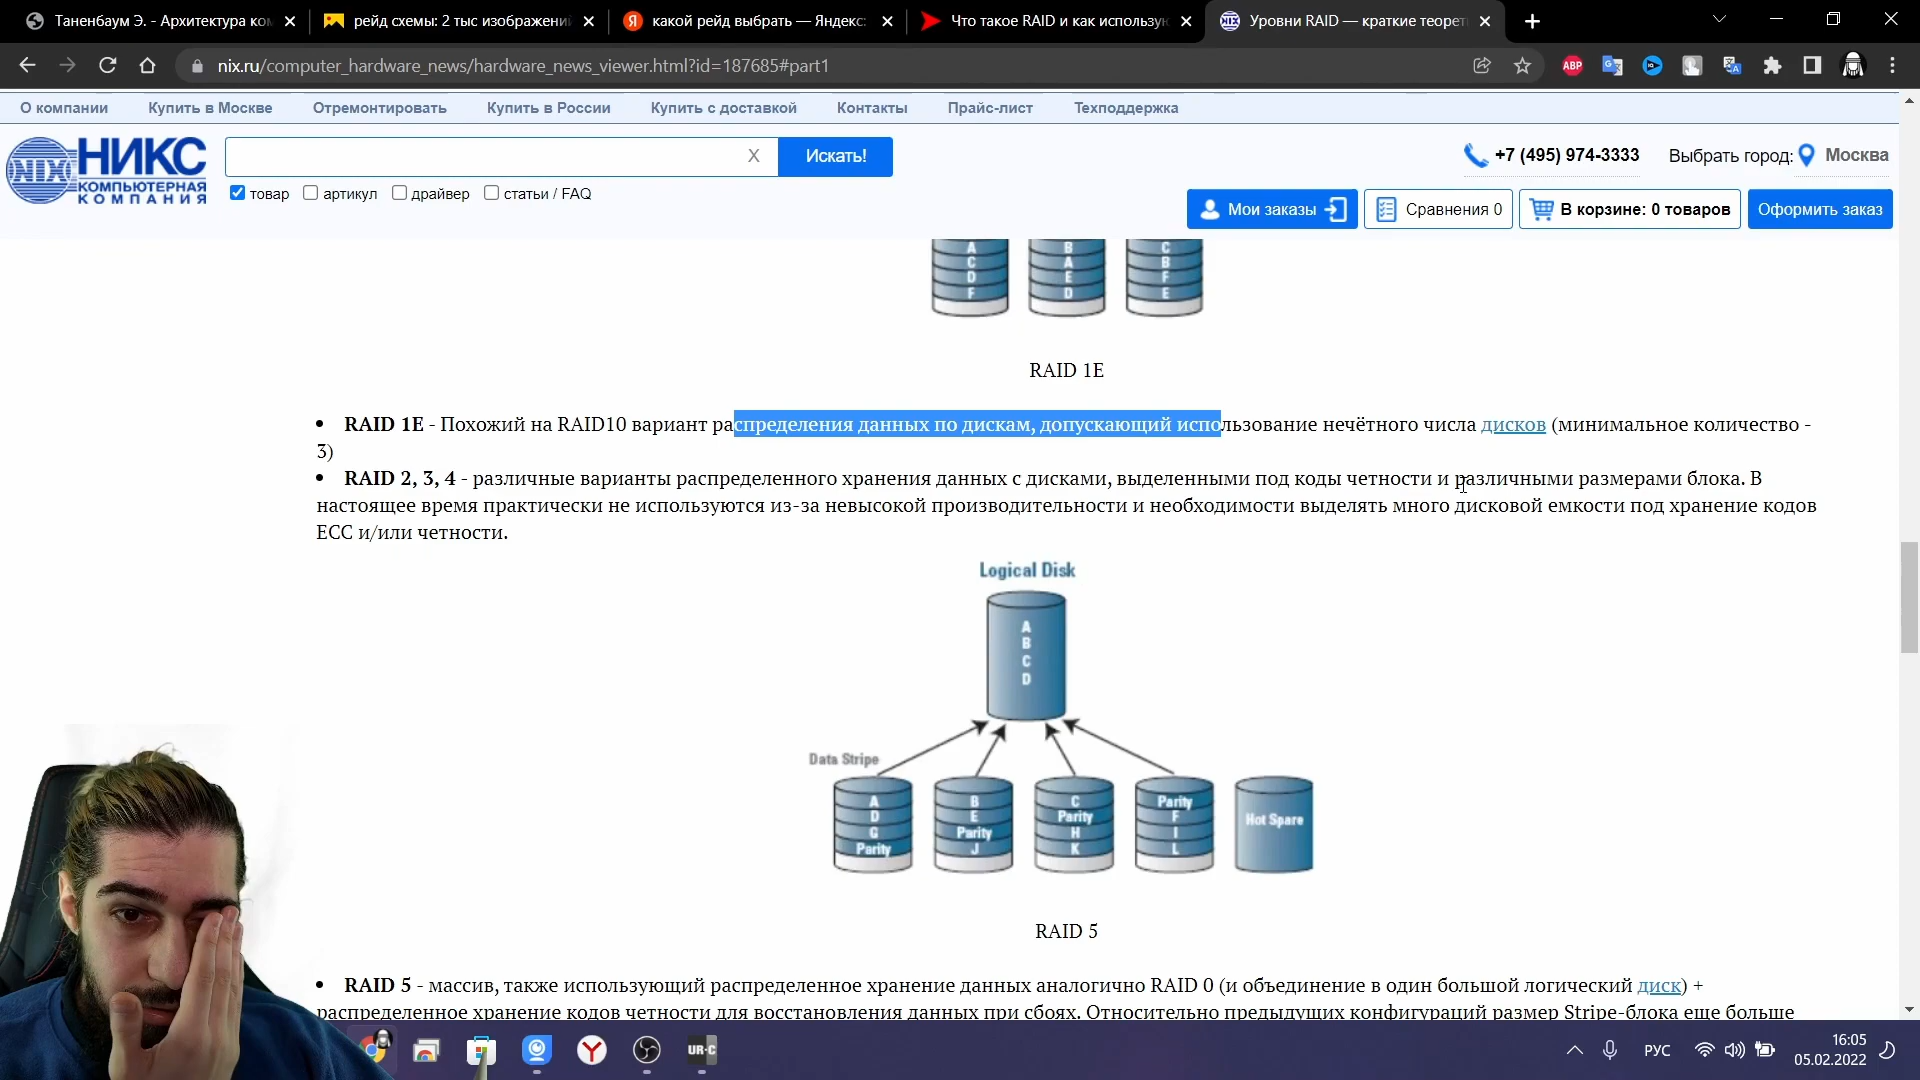 Таненбаум Э. - Архитектура ком
рейд схемы: 2 тыс изображений
какой рейд выбрать — Яндекс:
Что такое RAID и как использую
Уровни RAID — краткие теорет
nix.ru/computer_hardware_news/hardware_news_viewer.html?id=187685#part1
ABP
О компании Купить в Москве Отремонтировать Купить в России Купить с доставкой Контакты Прайс-лист Техподдержка
NIX НИКС
КОМПЬЮТЕРНАЯ
КОМПАНИЯ
X Искать!
товар артикул драйвер статьи / FAQ
+7 (495) 974-3333 Выбрать город: Москва
Мои заказы Сравнения 0 В корзине: 0 товаров Оформить заказ
A B C
C A B
D E F
F D E
RAID 1E
• RAID 1E - Похожий на RAID10 вариант распределения данных по дискам, допускающий использование нечётного числа дисков (минимальное количество -
3)
• RAID 2, 3, 4 - различные варианты распределенного хранения данных с дисками, выделенными под коды четности и различными размерами блока. В
настоящее время практически не используются из-за невысокой производительности и необходимости выделять много дисковой емкости под хранение кодов
ECC и/или четности.
Logical Disk
A
B
C
D
Data Stripe
A B C Parity
D E Parity F
G Parity H I
Parity J K L
Hot Spare
RAID 5
• RAID 5 - массив, также использующий распределенное хранение данных аналогично RAID 0 (и объединение в один большой логический диск) +
распределенное хранение кодов четности для восстановления данных при сбоях. Относительно предыдущих конфигураций размер Stripe-блока еще больше
UR-C
РУС
16:05
05.02.2022